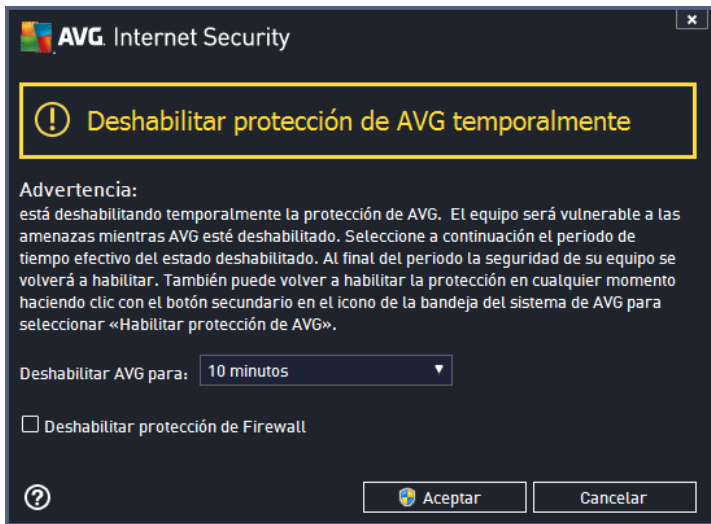 AVG. Internet Security
Deshabilitar protección de AVG temporalmente
Advertencia:
está deshabilitando temporalmente la protección de AVG. El equipo será vulnerable a las
amenazas mientras AVG esté deshabilitado. Seleccione a continuación el periodo de
tiempo efectivo del estado deshabilitado. Al final del periodo la seguridad de su equipo se
volverá a habilitar. También puede volver a habilitar la protección en cualquier momento
haciendo clic con el botón secundario en el icono de la bandeja del sistema de AVG para
seleccionar «Habilitar protección de AVG».
Deshabilitar AVG para: 10 minutos
Deshabilitar protección de Firewall
Aceptar Cancelar